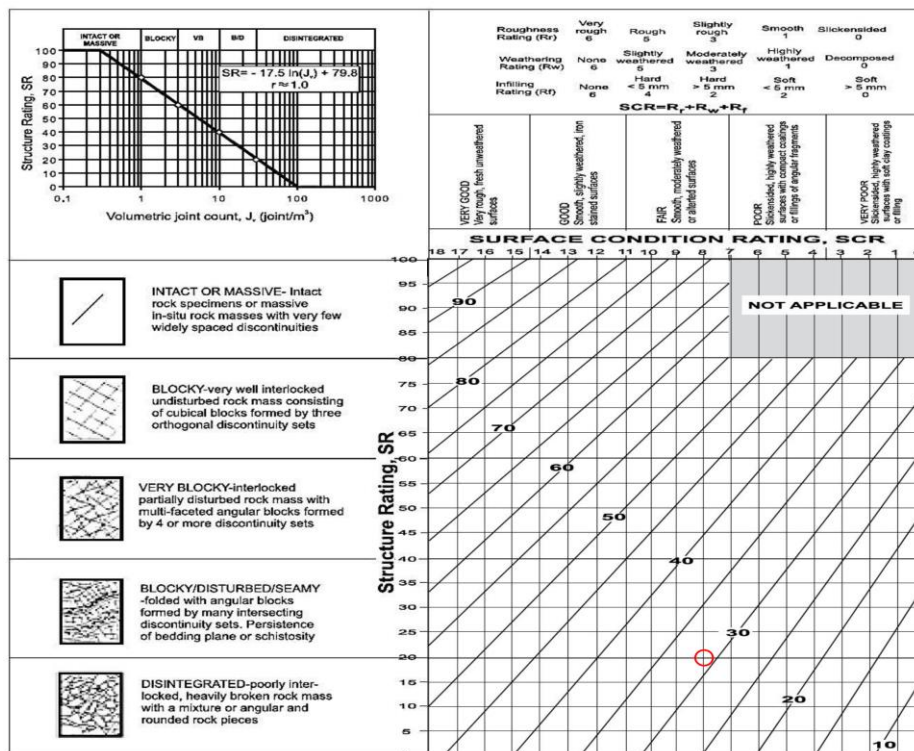 INTACT OR MASSIVE BLOCKY VB B/D DISINTEGRATED
100
80
60
40
20
0
SR= - 17.5 ln(Jᵥ) + 79.8
r ≈ 1.0
Structure Rating, SR
0.1 1 10 100 1000
Volumetric joint count, Jᵥ (joint/m³)
Roughness Rating (Rr) Very rough 6 Rough 5 Slightly rough 3 Smooth 1 Slickensided 0
Weathering Rating (Rw) None 6 Slightly weathered 5 Moderately weathered 3 Highly weathered 1 Decomposed 0
Infilling Rating (Rf) None 6 Hard < 5 mm 4 Hard > 5 mm 2 Soft < 5 mm 2 Soft > 5 mm 0
SCR=Rr+Rw+Rf
VERY GOOD
Very rough, fresh unweathered
surfaces
GOOD
Smooth, slightly weathered, iron
stained surfaces
FAIR
Smooth, moderately weathered
or alterted surfaces
POOR
Slickensided, highly weathered
surfaces with compact coatings
or fillings of angular fragments
VERY POOR
Slickensided, highly weathered
surfaces with soft clay coatings
or filling
SURFACE CONDITION RATING, SCR
18 17 16 15 14 13 12 11 10 9 8 7 6 5 4 3 2 1 0
INTACT OR MASSIVE- Intact
rock specimens or massive
in-situ rock masses with very few
widely spaced discontinuities
BLOCKY-very well interlocked
undisturbed rock mass consisting
of cubical blocks formed by three
orthogonal discontinuity sets
VERY BLOCKY-interlocked
partially disturbed rock mass with
multi-faceted angular blocks formed
by 4 or more discontinuity sets
BLOCKY/DISTURBED/SEAMY
-folded with angular blocks
formed by many intersecting
discontinuity sets. Persistence
of bedding plane or schistosity
DISINTEGRATED-poorly inter-
locked, heavily broken rock mass
with a mixture or angular and
rounded rock pieces
Structure Rating, SR
100
95
90
85
80
75
70
65
60
55
50
45
40
35
30
25
20
15
10
5
NOT APPLICABLE
90
80
70
60
50
40
30
20
10